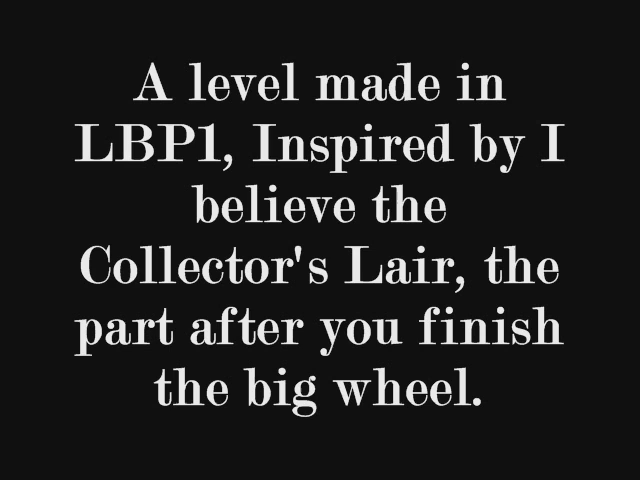 A level made in
LBP1, Inspired by I
believe the
Collector's Lair, the
part after you finish
the big wheel.